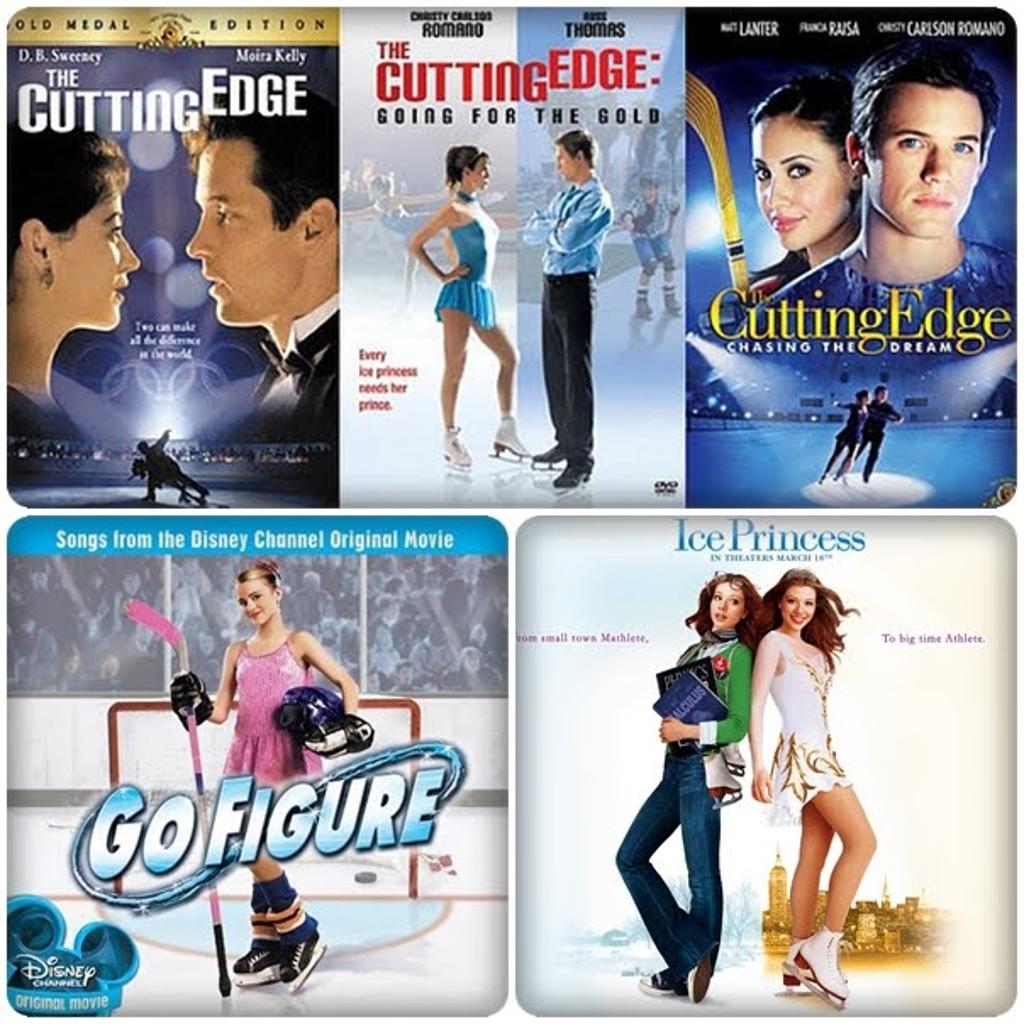 OLD MEDAL EDITION
D. B. Sweeney Moira Kelly
THE
CUTTING EDGE
Two can make
all the difference
in the world.
CHRISTY CARLSON
ROMANO
ROSS
THOMAS
THE
CUTTING EDGE:
GOING FOR THE GOLD
Every
ice princess
needs her
prince.
DVD
MATT LANTER FRANCIA RAISA CHRISTY CARLSON ROMANO
The
Cutting Edge
CHASING THE DREAM
Songs from the Disney Channel Original Movie
GO FIGURE
DISNEY
CHANNEL
ORIGINAL MOVIE
Ice Princess
IN THEATERS MARCH 18TH
rom small town Mathlete,
To big time Athlete.
CALCULUS